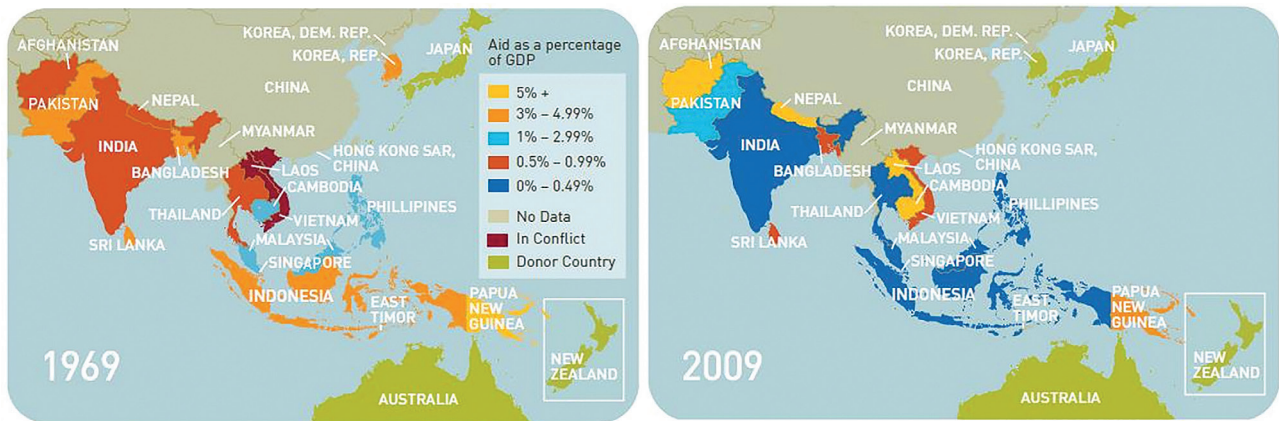 AFGHANISTAN
PAKISTAN
INDIA
NEPAL
BANGLADESH
MYANMAR
SRI LANKA
THAILAND
LAOS
CAMBODIA
VIETNAM
MALAYSIA
SINGAPORE
INDONESIA
EAST
TIMOR
PHILLIPINES
HONG KONG SAR,
CHINA
CHINA
KOREA, DEM. REP.
KOREA, REP.
JAPAN
PAPUA
NEW
GUINEA
AUSTRALIA
NEW
ZEALAND
1969
Aid as a percentage
of GDP
5% +
3% – 4.99%
1% – 2.99%
0.5% – 0.99%
0% – 0.49%
No Data
In Conflict
Donor Country
AFGHANISTAN
PAKISTAN
INDIA
NEPAL
BANGLADESH
MYANMAR
SRI LANKA
THAILAND
LAOS
CAMBODIA
VIETNAM
MALAYSIA
SINGAPORE
INDONESIA
EAST
TIMOR
PHILLIPINES
HONG KONG SAR,
CHINA
CHINA
KOREA, DEM. REP.
KOREA, REP.
JAPAN
PAPUA
NEW
GUINEA
AUSTRALIA
NEW
ZEALAND
2009